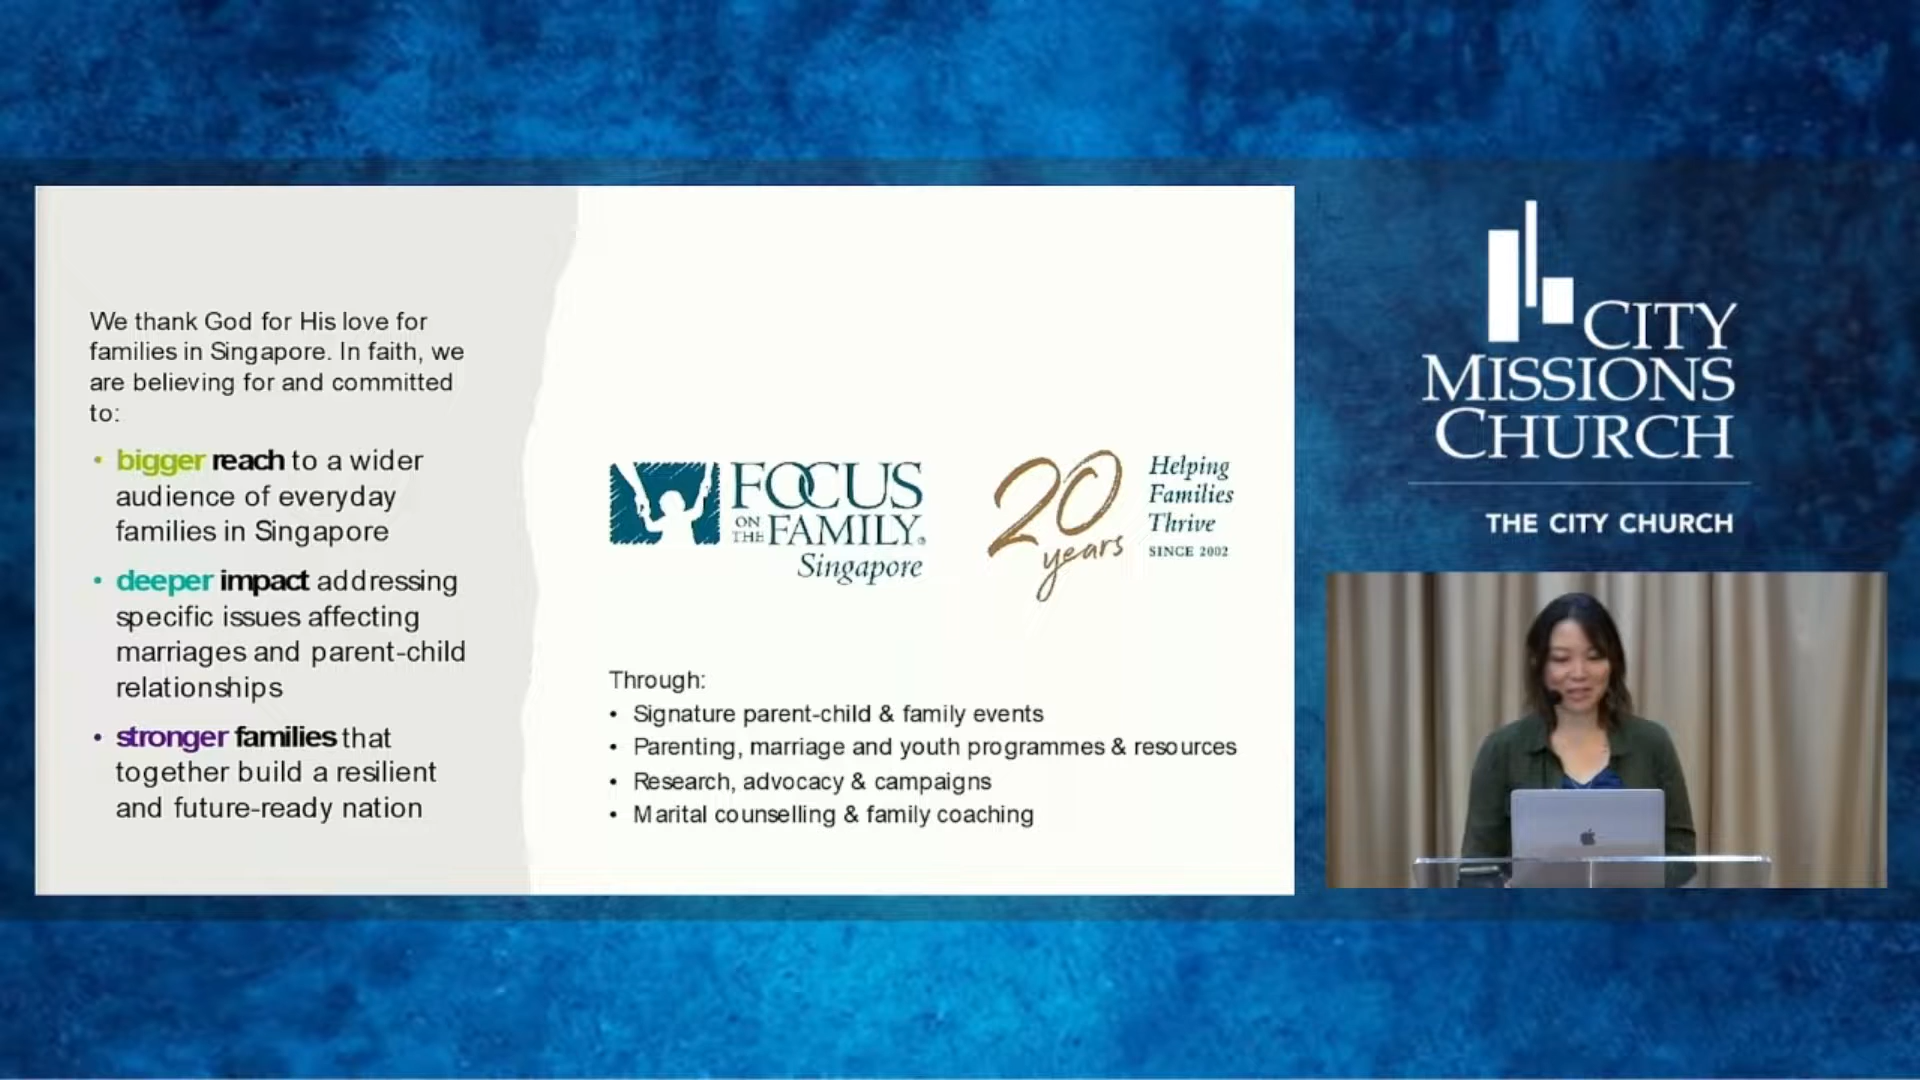 We thank God for His love for
families in Singapore. In faith, we
are believing for and committed
to:
• bigger reach to a wider
audience of everyday
families in Singapore
• deeper impact addressing
specific issues affecting
marriages and parent-child
relationships
• stronger families that
together build a resilient
and future-ready nation
FOCUS
ON THE FAMILY®
Singapore
20
years
Helping
Families
Thrive
SINCE 2002
Through:
• Signature parent-child & family events
• Parenting, marriage and youth programmes & resources
• Research, advocacy & campaigns
• Marital counselling & family coaching
CITY
MISSIONS
CHURCH
THE CITY CHURCH